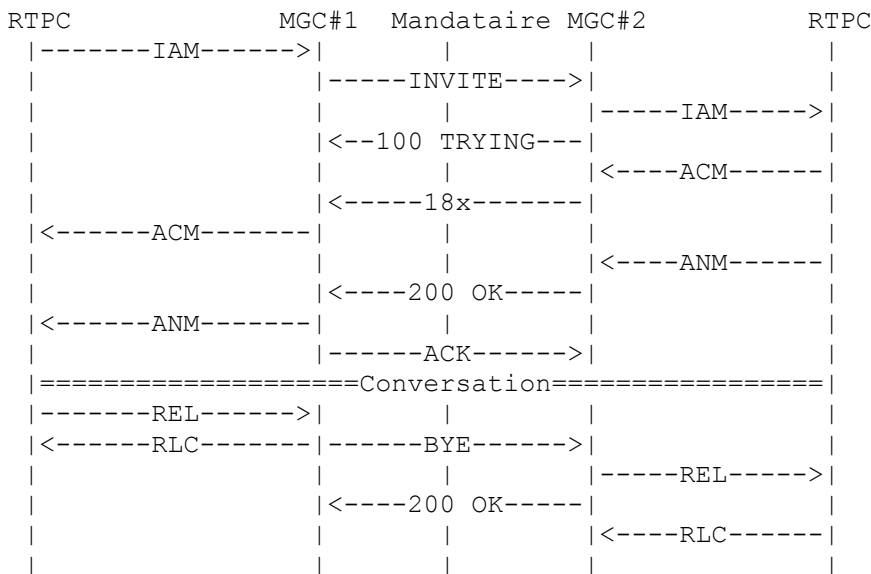 RTPC MGC#1 Mandataire MGC#2 RTPC
|-------IAM------>| | | |
| |-----INVITE---->| |
| | | |-----IAM----->|
| |<--100 TRYING---| |
| | | |<----ACM------|
| |<-----18x-------| |
|<------ACM-------| | | |
| | | |<----ANM------|
| |<----200 OK-----| |
|<------ANM-------| | | |
| |------ACK------>| |
|====================Conversation=================|
|-------REL------>| | | |
|<------RLC-------|------BYE------>| |
| | | |-----REL----->|
| |<----200 OK-----| |
| | | |<----RLC------|
| | | | |